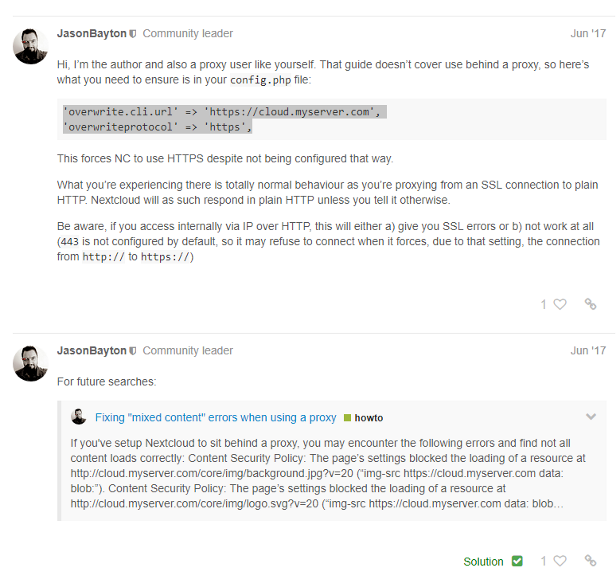 JasonBayton Community leader Jun '17
Hi, I'm the author and also a proxy user like yourself. That guide doesn't cover use behind a proxy, so here's
what you need to ensure is in your config.php file:
'overwrite.cli.url' => 'https://cloud.myserver.com',
'overwriteprotocol' => 'https',
This forces NC to use HTTPS despite not being configured that way.
What you're experiencing there is totally normal behaviour as you're proxying from an SSL connection to plain
HTTP. Nextcloud will as such respond in plain HTTP unless you tell it otherwise.
Be aware, if you access internally via IP over HTTP, this will either a) give you SSL errors or b) not work at all
(443 is not configured by default, so it may refuse to connect when it forces, due to that setting, the connection
from http:// to https://)
1
JasonBayton Community leader Jun '17
For future searches:
Fixing "mixed content" errors when using a proxy howto
If you've setup Nextcloud to sit behind a proxy, you may encounter the following errors and find not all
content loads correctly: Content Security Policy: The page's settings blocked the loading of a resource at
http://cloud.myserver.com/core/img/background.jpg?v=20 ("img-src https://cloud.myserver.com data:
blob:"). Content Security Policy: The page's settings blocked the loading of a resource at
http://cloud.myserver.com/core/img/logo.svg?v=20 ("img-src https://cloud.myserver.com data: blob…
Solution 1